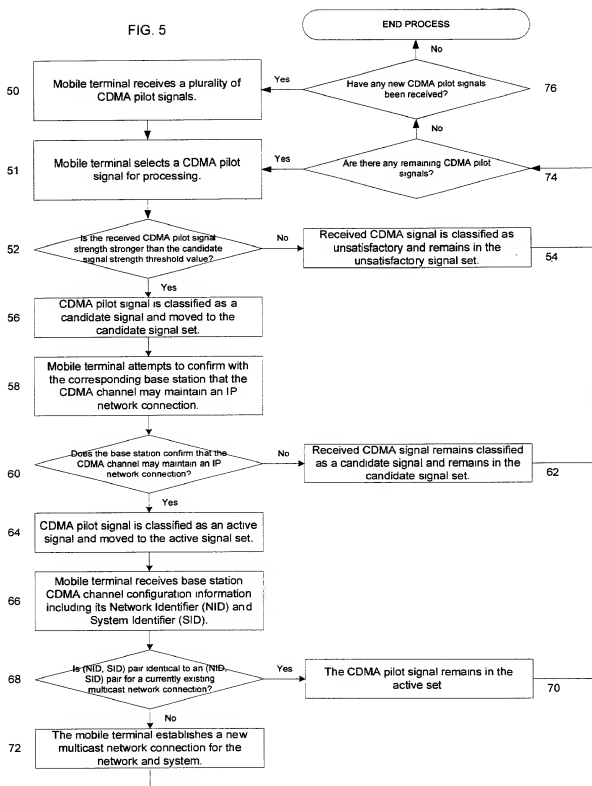 FIG. 5
END PROCESS
No
50
Mobile terminal receives a plurality of
CDMA pilot signals.
Yes
Have any new CDMA pilot signals
been received?
76
No
51
Mobile terminal selects a CDMA pilot
signal for processing.
Yes
Are there any remaining CDMA pilot
signals?
74
52
Is the received CDMA pilot signal
strength stronger than the candidate
signal strength threshold value?
No
Received CDMA signal is classified as
unsatisfactory and remains in the
unsatisfactory signal set.
54
Yes
56
CDMA pilot signal is classified as a
candidate signal and moved to the
candidate signal set.
58
Mobile terminal attempts to confirm with
the corresponding base station that the
CDMA channel may maintain an IP
network connection.
60
Does the base station confirm that the
CDMA channel may maintain an IP
network connection?
No
Received CDMA signal remains classified
as a candidate signal and remains in the
candidate signal set.
62
Yes
64
CDMA pilot signal is classified as an active
signal and moved to the active signal set.
66
Mobile terminal receives base station
CDMA channel configuration information
including its Network Identifier (NID) and
System Identifier (SID).
68
Is (NID, SID) pair identical to an (NID,
SID) pair for a currently existing
multicast network connection?
Yes
The CDMA pilot signal remains in the
active set
70
No
72
The mobile terminal establishes a new
multicast network connection for the
network and system.